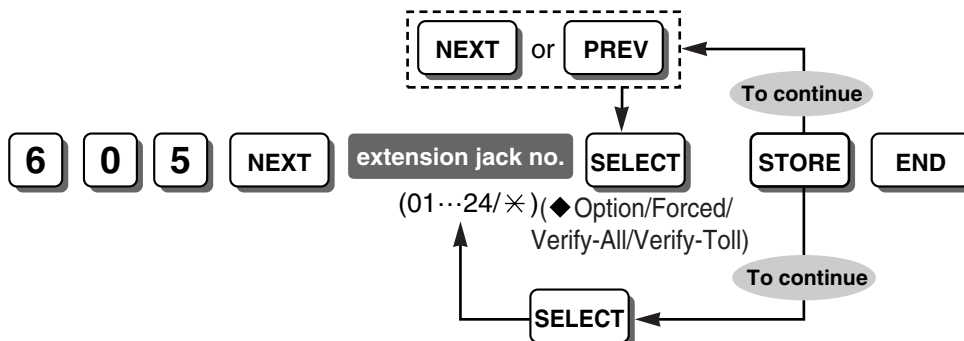 NEXT or PREV
To continue
6 0 5 NEXT extension jack no. SELECT STORE END
(01···24/✳)(◆Option/Forced/
Verify-All/Verify-Toll)
To continue
SELECT